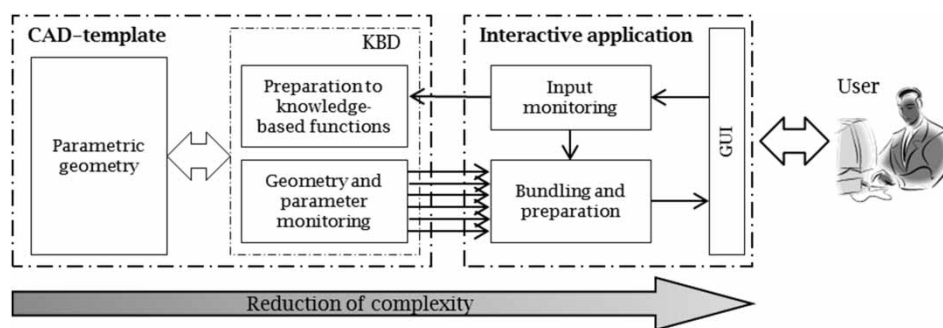 CAD–template
KBD
Interactive application
Parametric
geometry
Preparation to
knowledge-
based functions
Geometry and
parameter
monitoring
Input
monitoring
Bundling and
preparation
GUI
User
Reduction of complexity